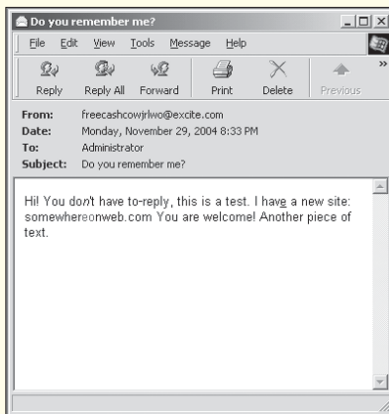 Do you remember me?
File Edit View Tools Message Help
Reply Reply All Forward Print Delete Previous
From: freecashcowjrlwo@excite.com
Date: Monday, November 29, 2004 8:33 PM
To: Administrator
Subject: Do you remember me?
Hi! You don't have to-reply, this is a test. I have a new site:
somewhereonweb.com You are welcome! Another piece of
text.